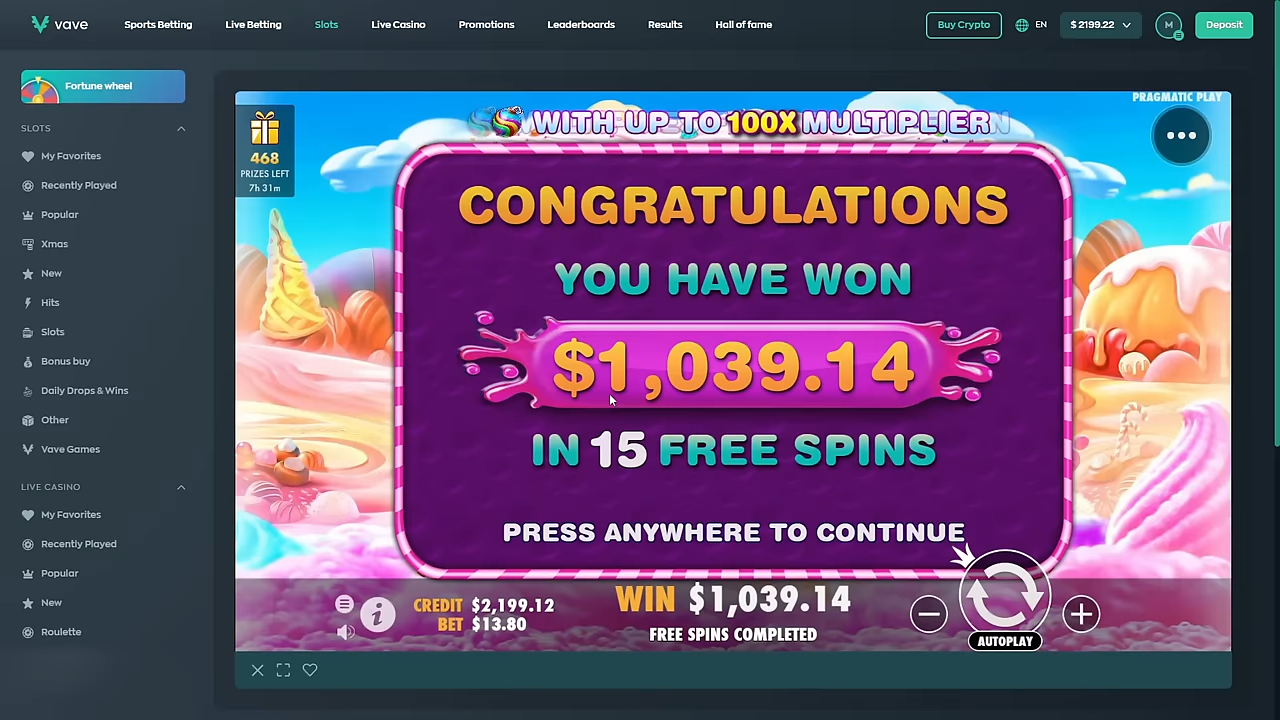 vave
Sports Betting
Live Betting
Slots
Live Casino
Promotions
Leaderboards
Results
Hall of fame
Buy Crypto
EN
$ 2199.22
M
Deposit
Fortune wheel
SLOTS
My Favorites
Recently Played
Popular
Xmas
New
Hits
Slots
Bonus buy
Daily Drops & Wins
Other
Vave Games
LIVE CASINO
My Favorites
Recently Played
Popular
New
Roulette
468
PRIZES LEFT
7h 31m
PRAGMATIC PLAY
WITH UP TO 100X MULTIPLIER
CONGRATULATIONS
YOU HAVE WON
$1,039.14
IN 15 FREE SPINS
PRESS ANYWHERE TO CONTINUE
CREDIT $2,199.12
BET $13.80
WIN $1,039.14
FREE SPINS COMPLETED
AUTOPLAY